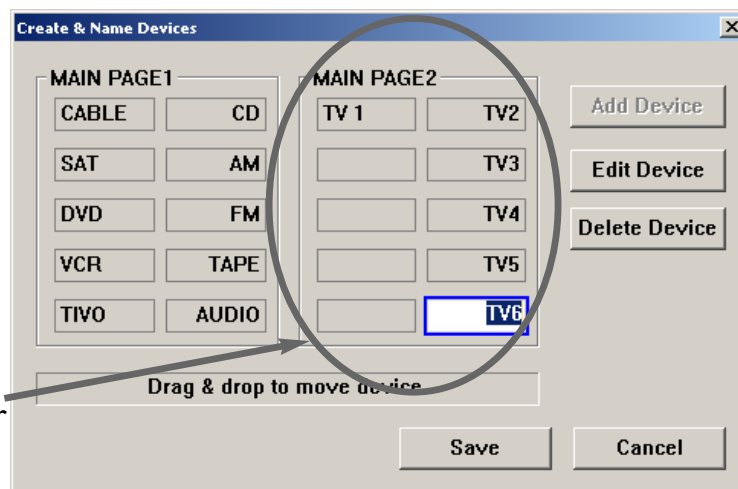 Create & Name Devices
MAIN PAGE1
CABLE CD
SAT AM
DVD FM
VCR TAPE
TIVO AUDIO
MAIN PAGE2
TV 1 TV2
TV3
TV4
TV5
TV6
Add Device
Edit Device
Delete Device
Drag & drop to move device
Save Cancel
r